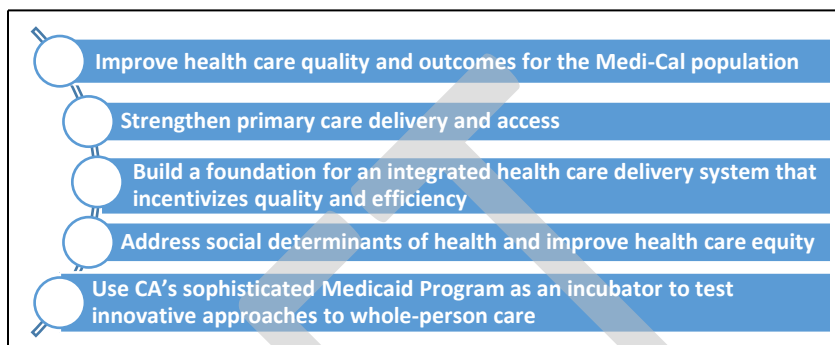 Improve health care quality and outcomes for the Medi-Cal population
Strengthen primary care delivery and access
Build a foundation for an integrated health care delivery system that
incentivizes quality and efficiency
Address social determinants of health and improve health care equity
Use CA's sophisticated Medicaid Program as an incubator to test
innovative approaches to whole-person care